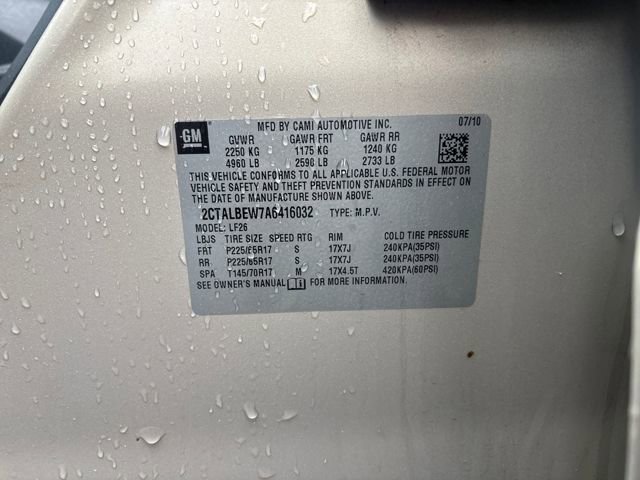 GM
MFD BY CAMI AUTOMOTIVE INC. 07/10
GVWR GAWR FRT GAWR RR
2250 KG 1175 KG 1240 KG
4960 LB 2590 LB 2733 LB
THIS VEHICLE CONFORMS TO ALL APPLICABLE U.S. FEDERAL MOTOR
VEHICLE SAFETY AND THEFT PREVENTION STANDARDS IN EFFECT ON
THE DATE OF MANUFACTURE SHOWN ABOVE.
2CTALBEW7A6416032 TYPE: M.P.V.
MODEL: LF26
LBJS TIRE SIZE SPEED RTG RIM COLD TIRE PRESSURE
FRT P225/65R17 S 17X7J 240KPA(35PSI)
RR P225/65R17 S 17X7J 240KPA(35PSI)
SPA T145/70R17 M 17X4.5T 420KPA(60PSI)
SEE OWNER'S MANUAL FOR MORE INFORMATION.